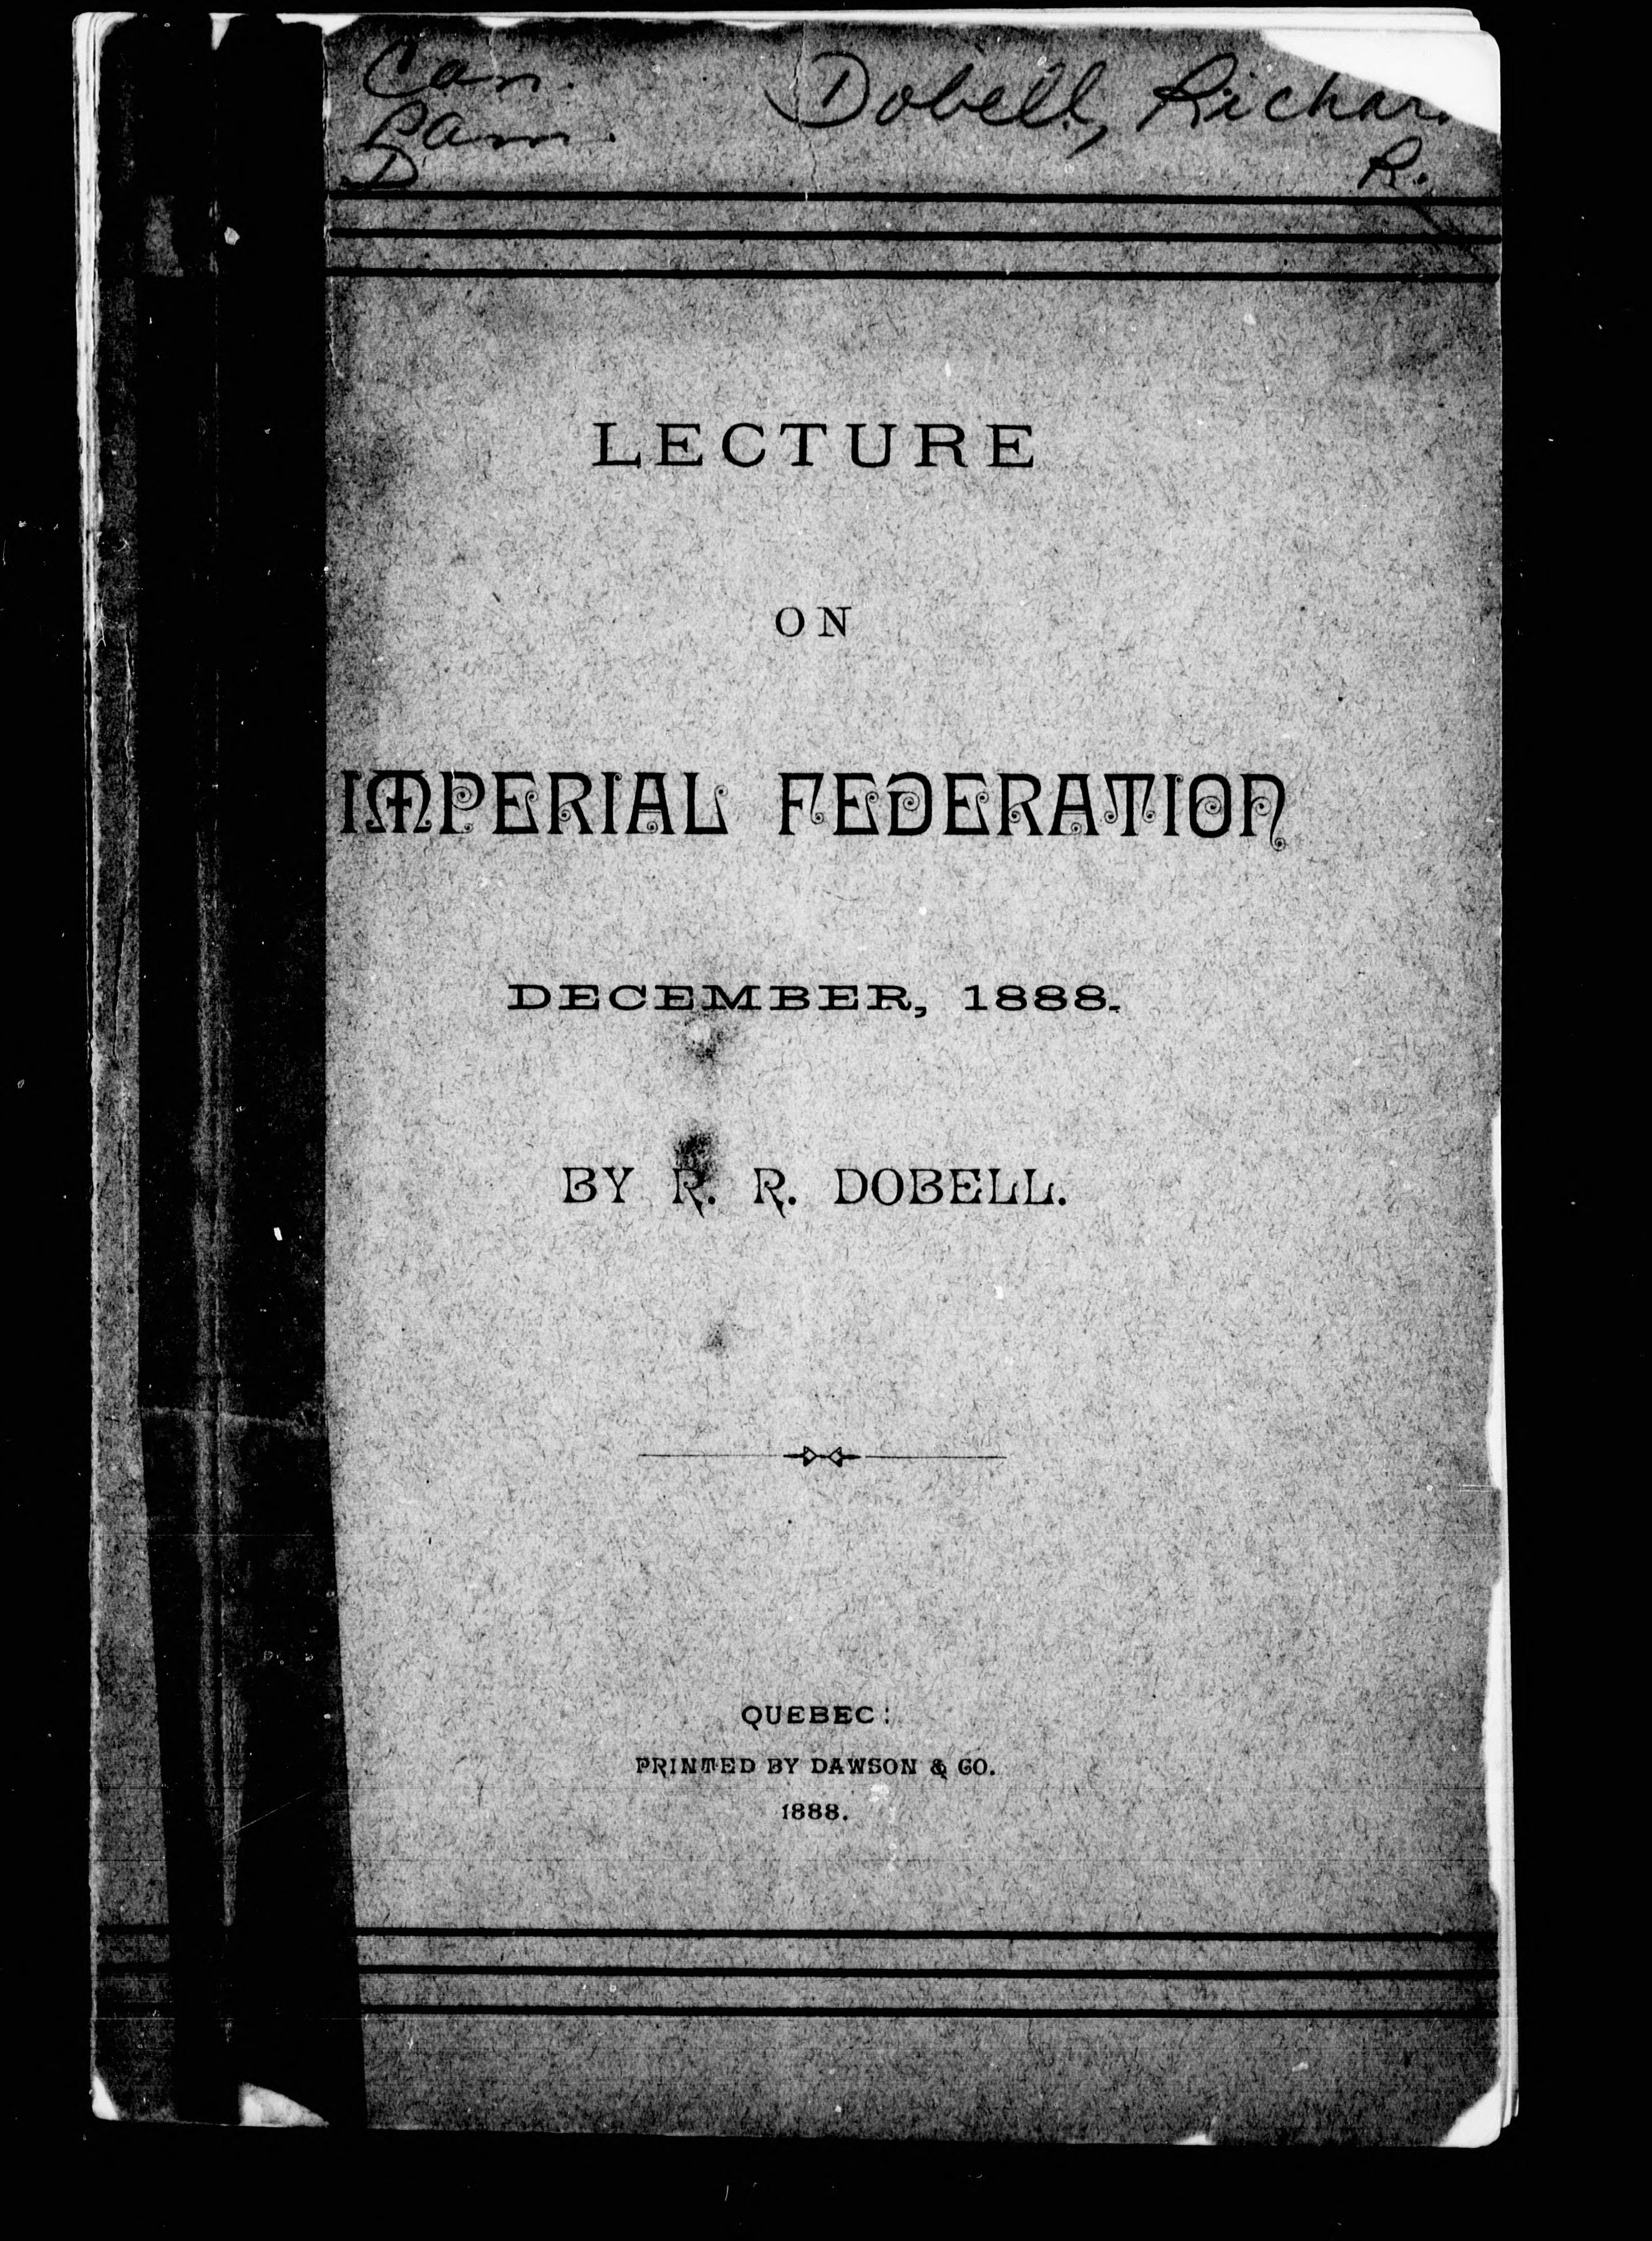 Can.
Pam.
D
Dobell, Richar
R.
LECTURE
ON
IMPERIAL FEDERATION
DECEMBER, 1888.
BY R. R. DOBELL.
QUEBEC:
PRINTED BY DAWSON & CO.
1888.